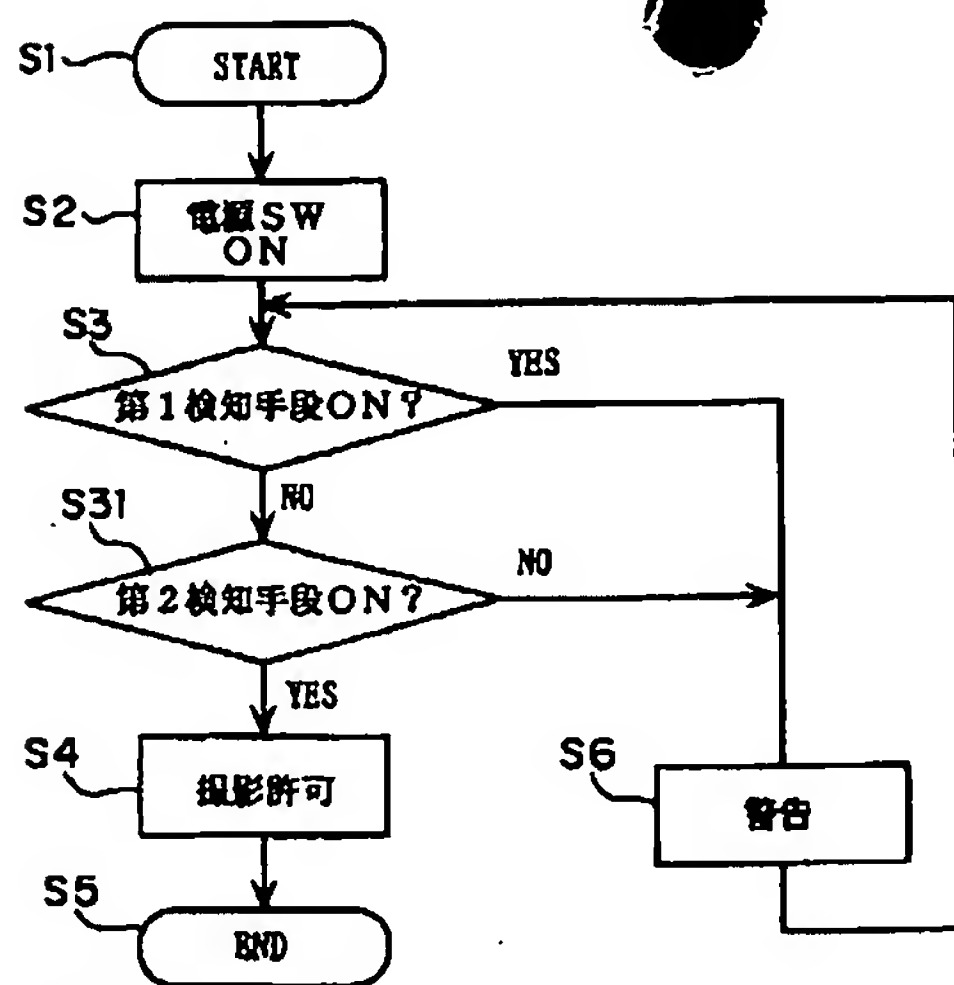 S1
START
S2
電源SW
ON
S3
第1検知手段ON?
YES
NO
S31
第2検知手段ON?
NO
YES
S4
撮影許可
S6
警告
S5
END